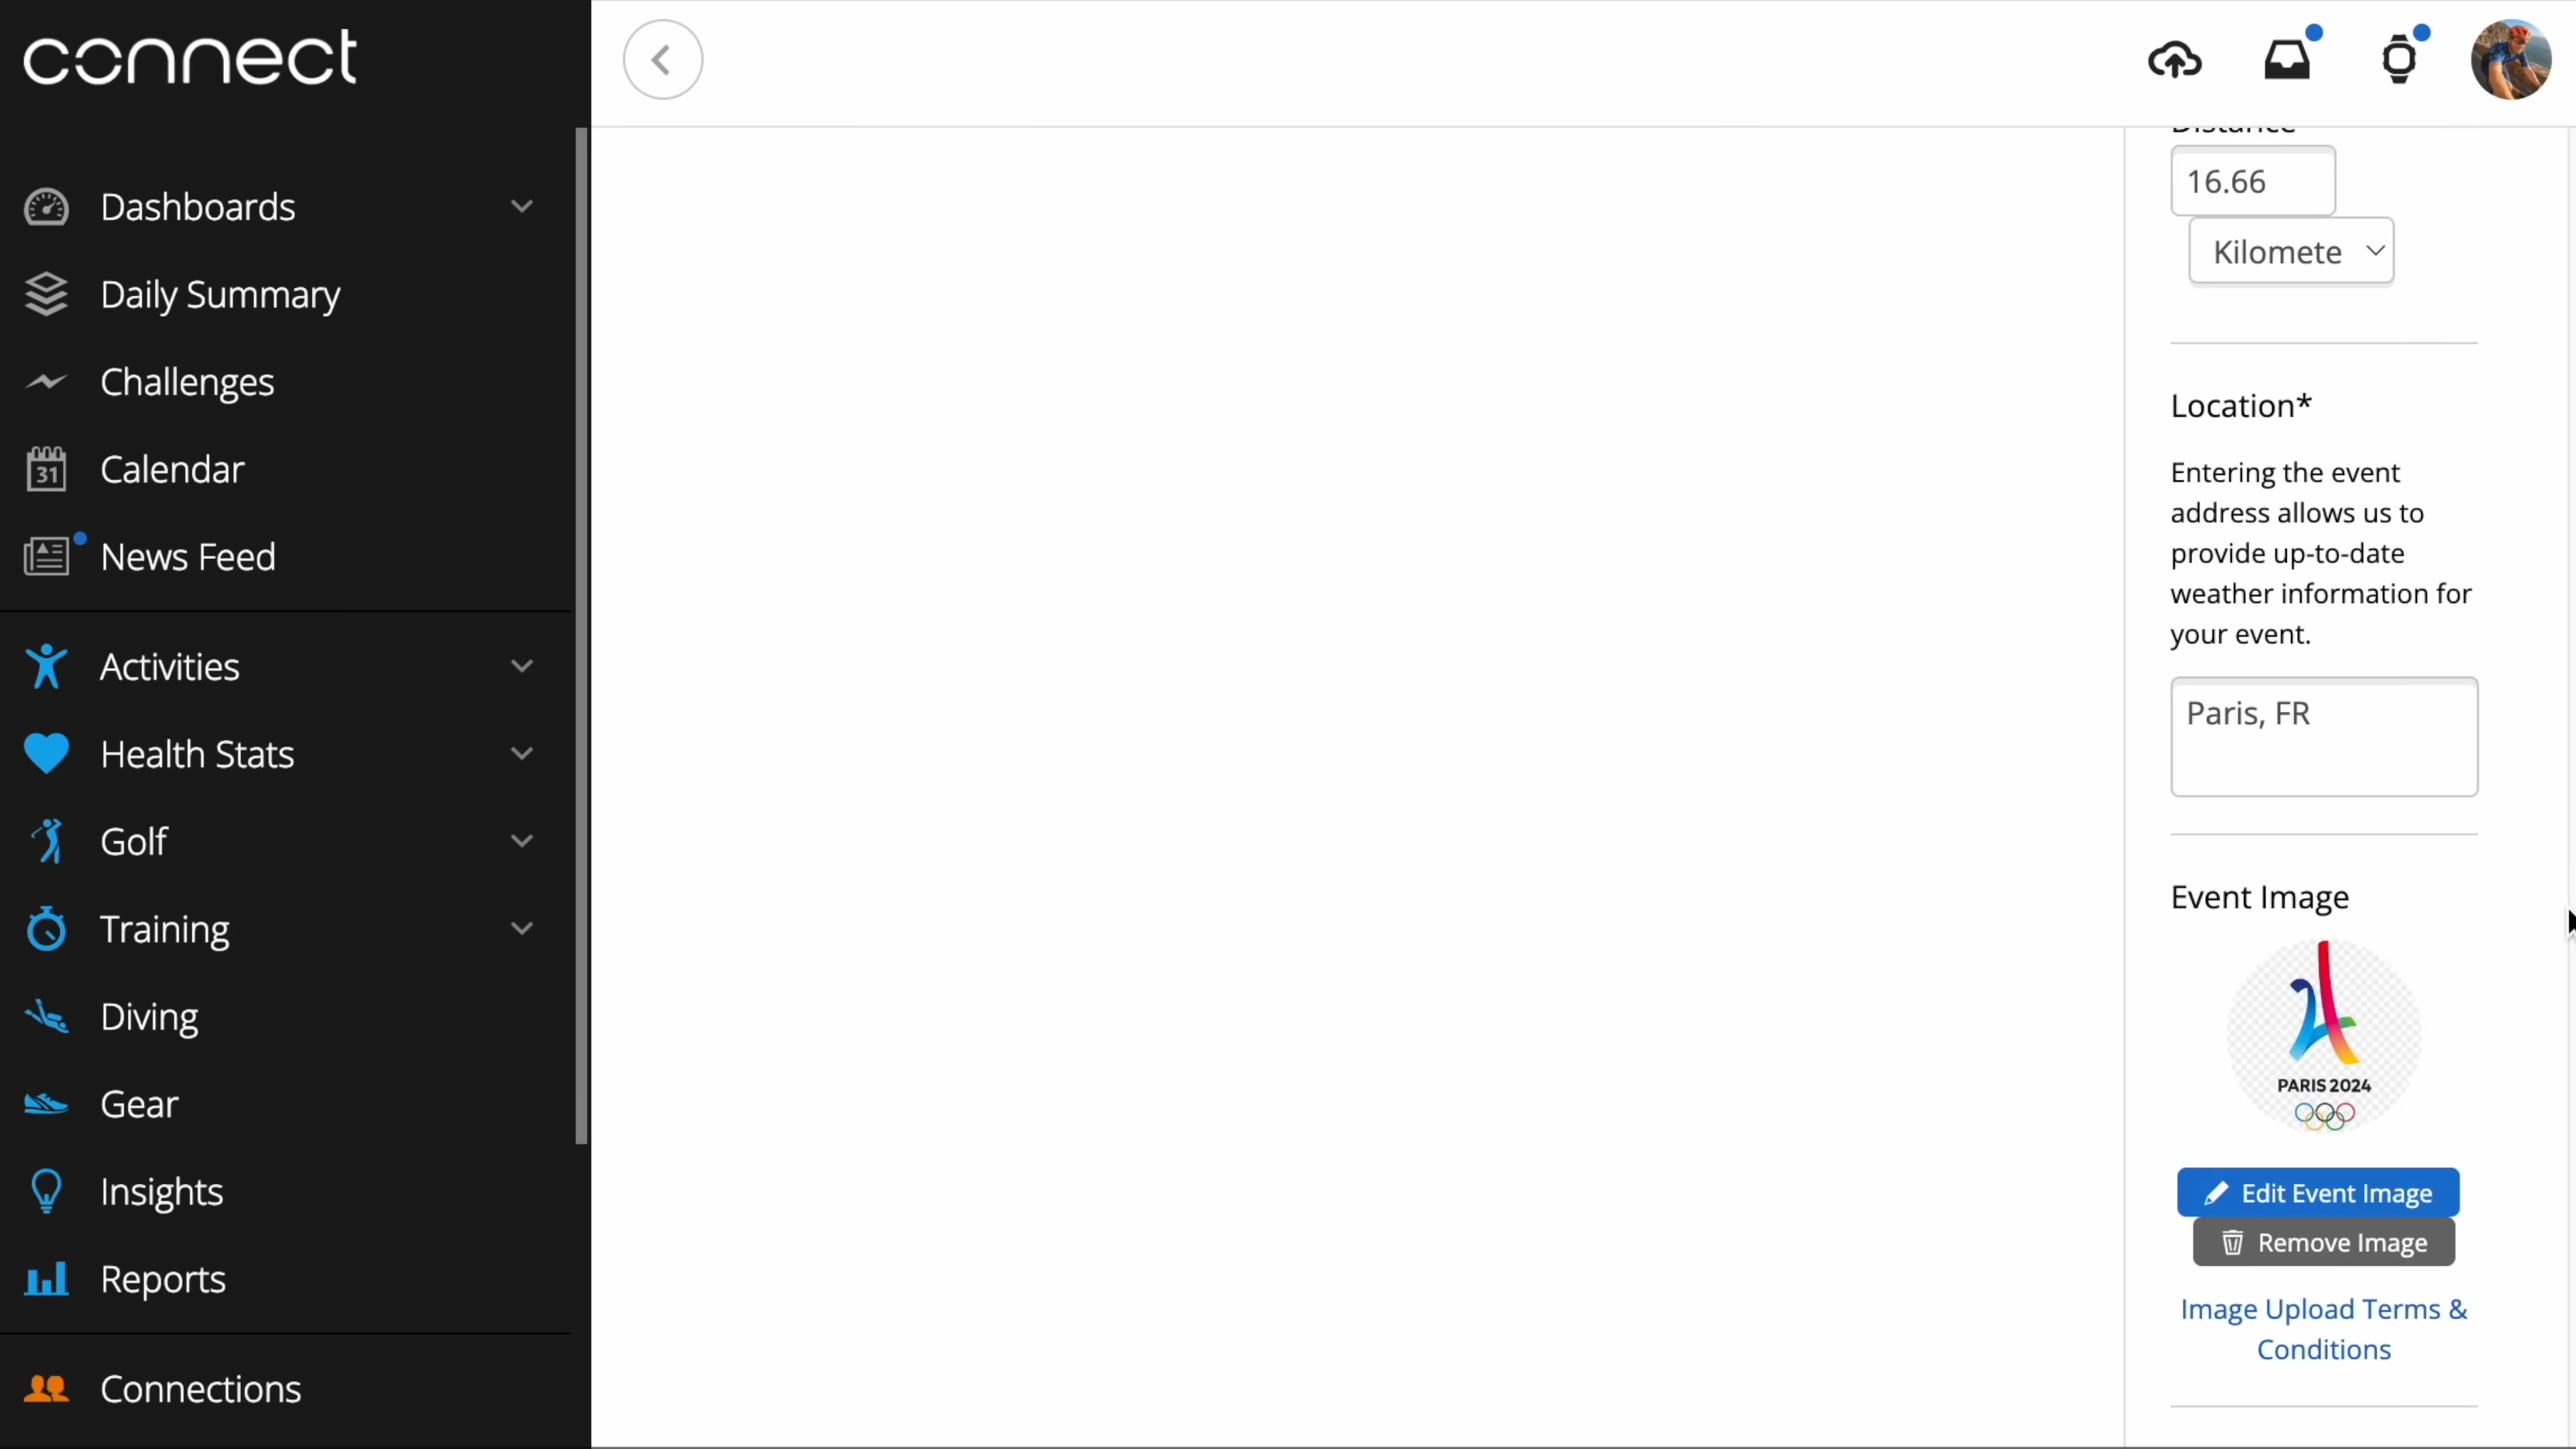 connect
Dashboards
Daily Summary
Challenges
31
Calendar
News Feed
Activities
Health Stats
Golf
Training
Diving
Gear
Insights
Reports
Connections
Distance
16.66
Kilomete
Location*
Entering the event
address allows us to
provide up-to-date
weather information for
your event.
Paris, FR
Event Image
PARIS 2024
Edit Event Image
Remove Image
Image Upload Terms &
Conditions